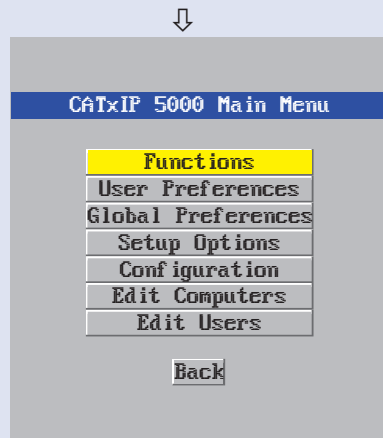 CATxIP 5000 Main Menu
Functions
User Preferences
Global Preferences
Setup Options
Configuration
Edit Computers
Edit Users
Back